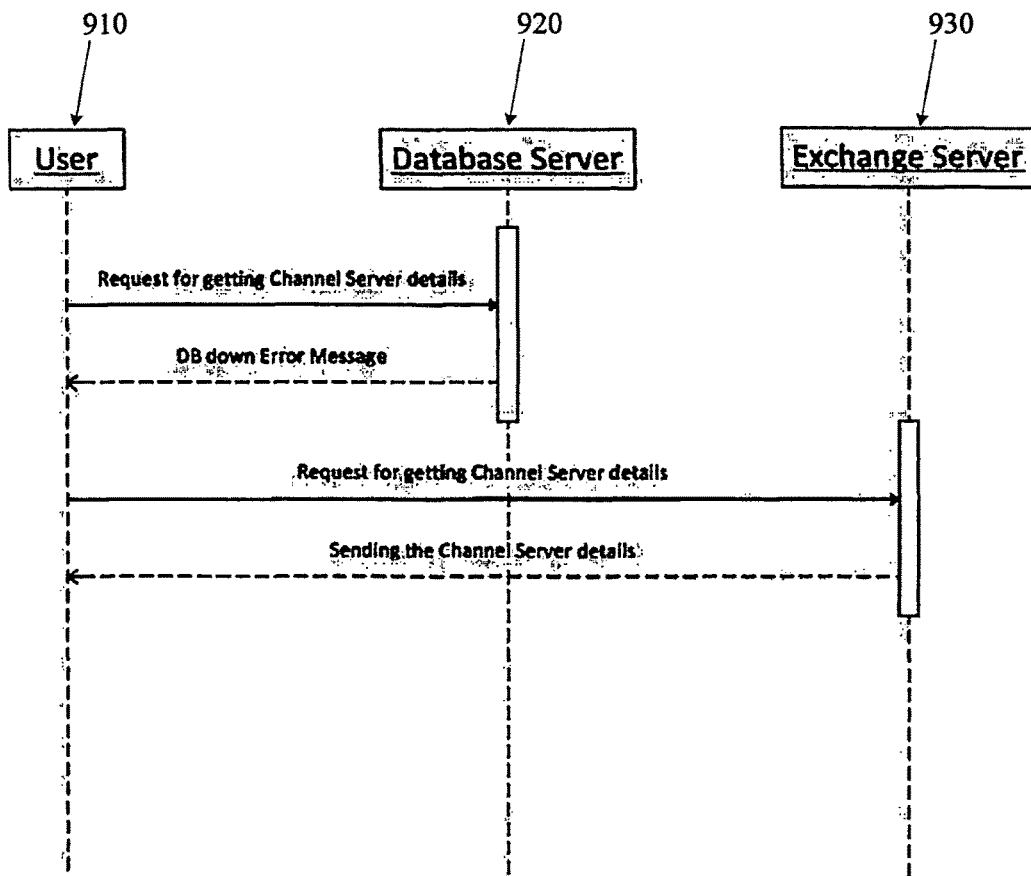 910
920
930
User
Database Server
Exchange Server
Request for getting Channel Server details
DB down Error Message
Request for getting Channel Server details
Sending the Channel Server details